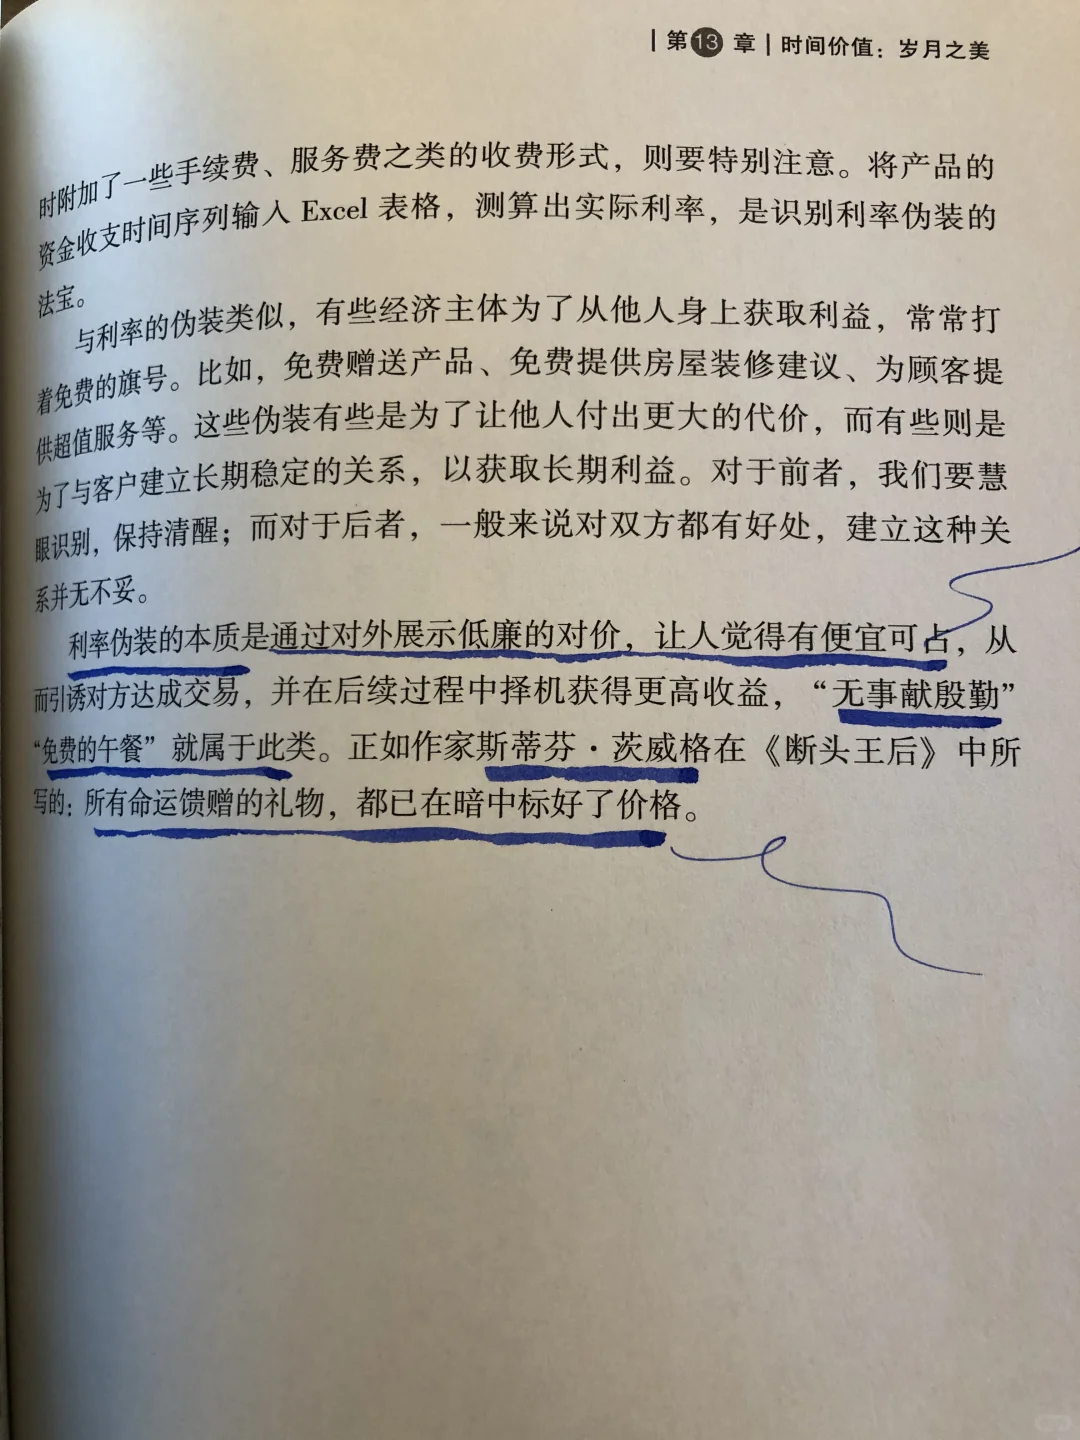 第13章 | 时间价值：岁月之美
时附加了一些手续费、服务费之类的收费形式，则要特别注意。将产品的
资金收支时间序列输入 Excel 表格，测算出实际利率，是识别利率伪装的
法宝。
与利率的伪装类似，有些经济主体为了从他人身上获取利益，常常打
着免费的旗号。比如，免费赠送产品、免费提供房屋装修建议、为顾客提
供超值服务等。这些伪装有些是为了让他人付出更大的代价，而有些则是
为了与客户建立长期稳定的关系，以获取长期利益。对于前者，我们要慧
眼识别，保持清醒；而对于后者，一般来说对双方都有好处，建立这种关
系并无不妥。
利率伪装的本质是通过对外展示低廉的对价，让人觉得有便宜可占，从
而引诱对方达成交易，并在后续过程中择机获得更高收益，“无事献殷勤”
“免费的午餐”就属于此类。正如作家斯蒂芬·茨威格在《断头王后》中所
写的：所有命运馈赠的礼物，都已在暗中标好了价格。